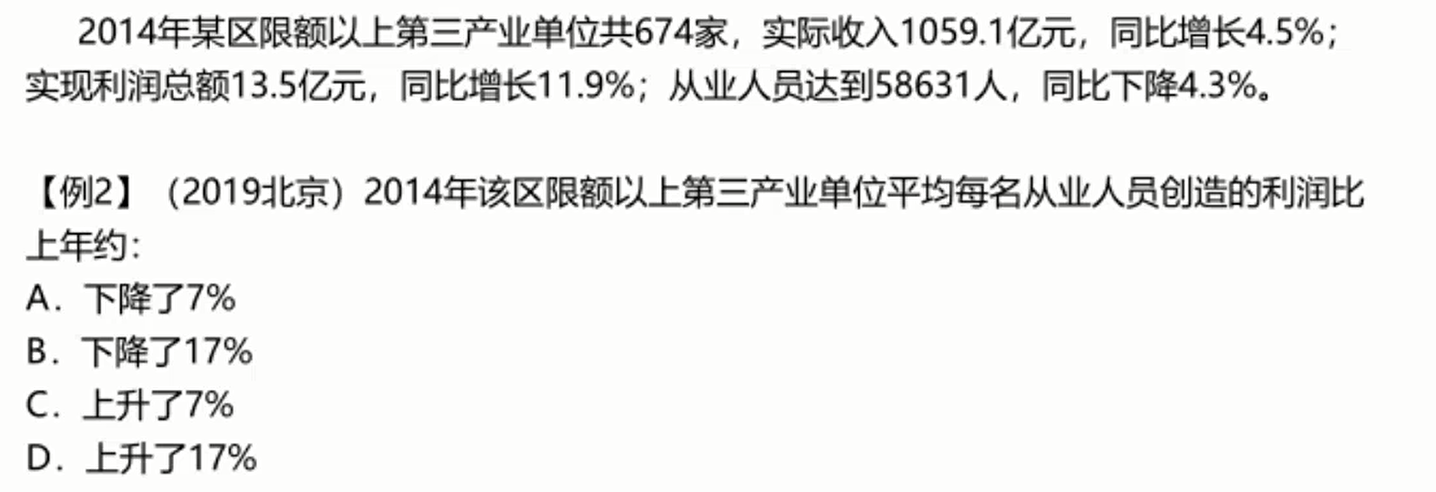 2014年某区限额以上第三产业单位共674家，实际收入1059.1亿元，同比增长4.5%；
实现利润总额13.5亿元，同比增长11.9%；从业人员达到58631人，同比下降4.3%。
【例2】（2019北京）2014年该区限额以上第三产业单位平均每名从业人员创造的利润比
上年约：
A．下降了7%
B．下降了17%
C．上升了7%
D．上升了17%